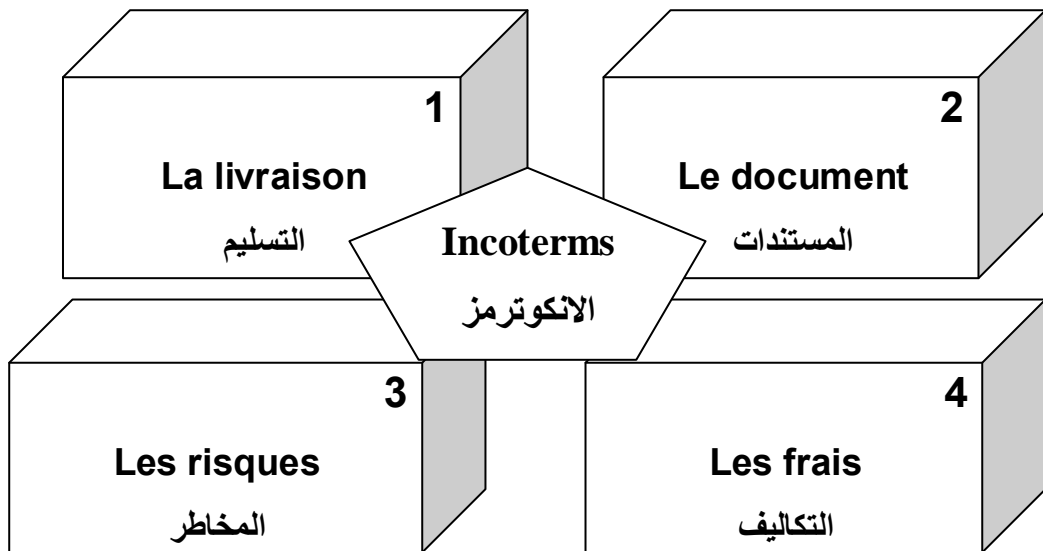 1
La livraison
التسليم
2
Le document
المستندات
Incoterms
الانكوترمز
3
Les risques
المخاطر
4
Les frais
التكاليف